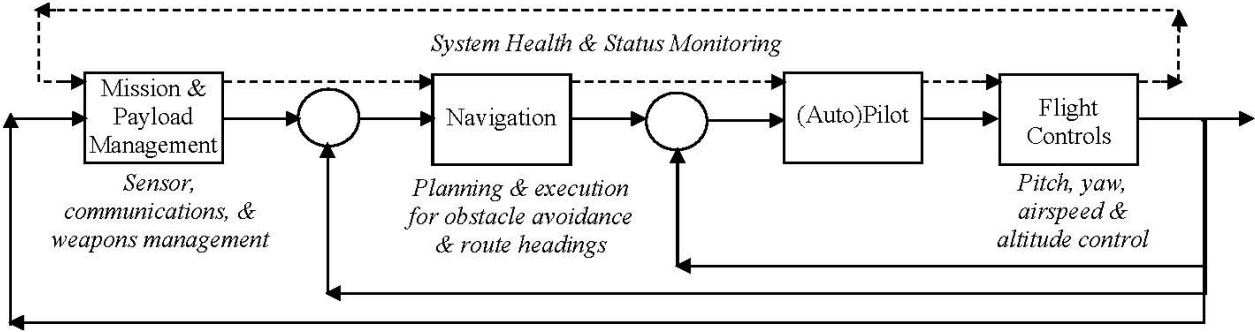 System Health & Status Monitoring
Mission &
Payload
Management
Navigation
(Auto)Pilot
Flight
Controls
Sensor,
communications, &
weapons management
Planning & execution
for obstacle avoidance
& route headings
Pitch, yaw,
airspeed &
altitude control